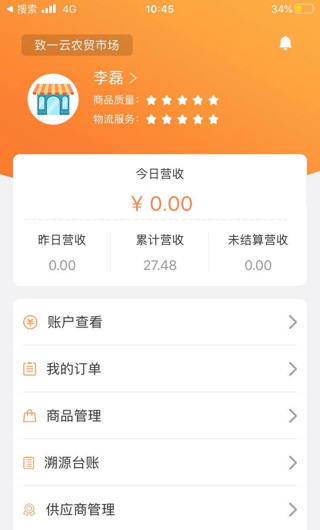 搜索 4G 10:45 34%
致一云农贸市场
李磊
商品质量：
物流服务：
今日营收
¥ 0.00
昨日营收 累计营收 未结算营收
0.00 27.48 0.00
账户查看
我的订单
商品管理
溯源台账
供应商管理